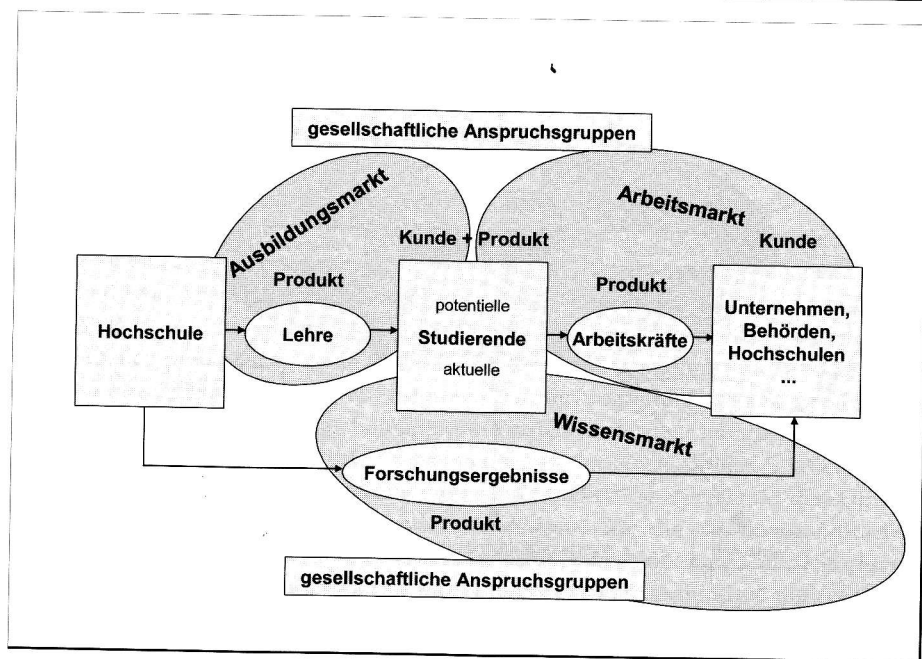 gesellschaftliche Anspruchsgruppen
Ausbildungsmarkt
Arbeitsmarkt
Kunde + Produkt
Kunde
Produkt
Produkt
Hochschule
Lehre
potentielle
Studierende
aktuelle
Arbeitskräfte
Unternehmen,
Behörden,
Hochschulen
...
Wissensmarkt
Forschungsergebnisse
Produkt
gesellschaftliche Anspruchsgruppen